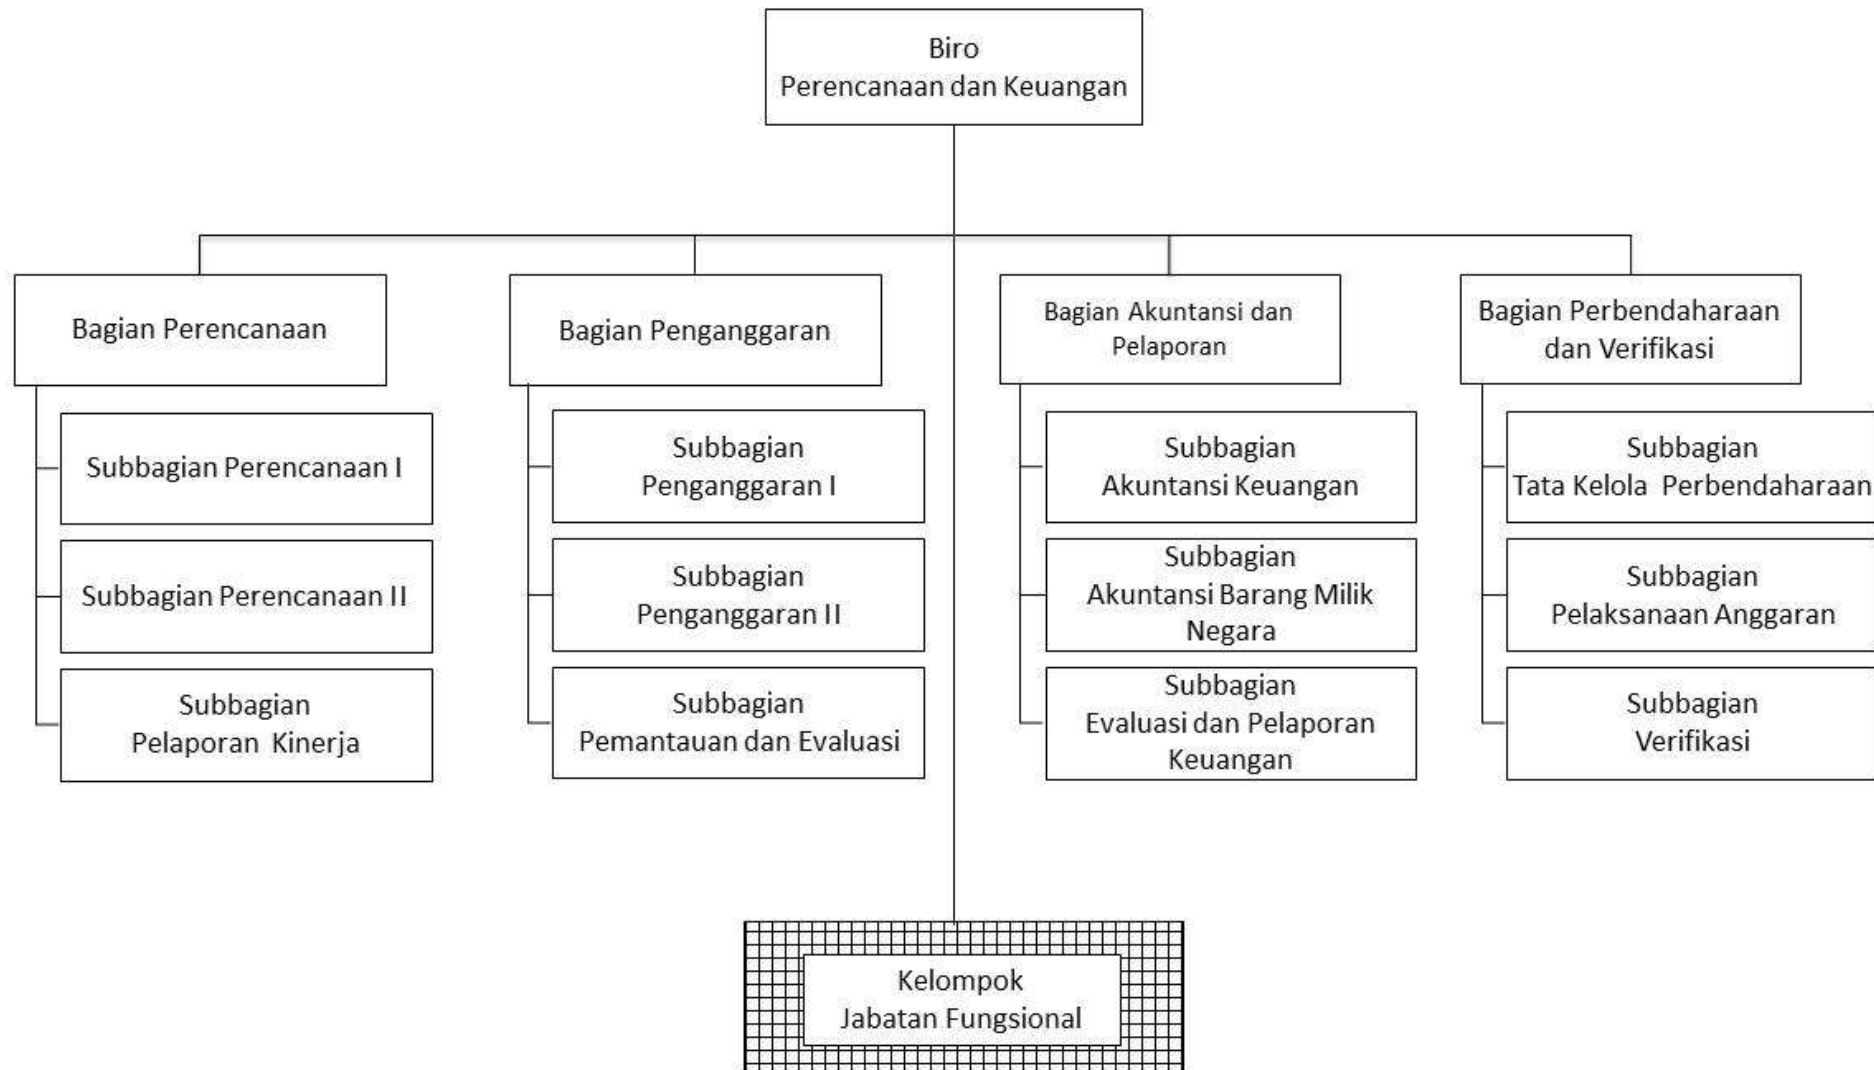 Biro
Perencanaan dan Keuangan
Bagian Perencanaan
Subbagian Perencanaan I
Subbagian Perencanaan II
Subbagian
Pelaporan Kinerja
Bagian Penganggaran
Subbagian
Penganggaran I
Subbagian
Penganggaran II
Subbagian
Pemantauan dan Evaluasi
Bagian Akuntansi dan
Pelaporan
Subbagian
Akuntansi Keuangan
Subbagian
Akuntansi Barang Milik
Negara
Subbagian
Evaluasi dan Pelaporan
Keuangan
Bagian Perbendaharaan
dan Verifikasi
Subbagian
Tata Kelola Perbendaharaan
Subbagian
Pelaksanaan Anggaran
Subbagian
Verifikasi
Kelompok
Jabatan Fungsional